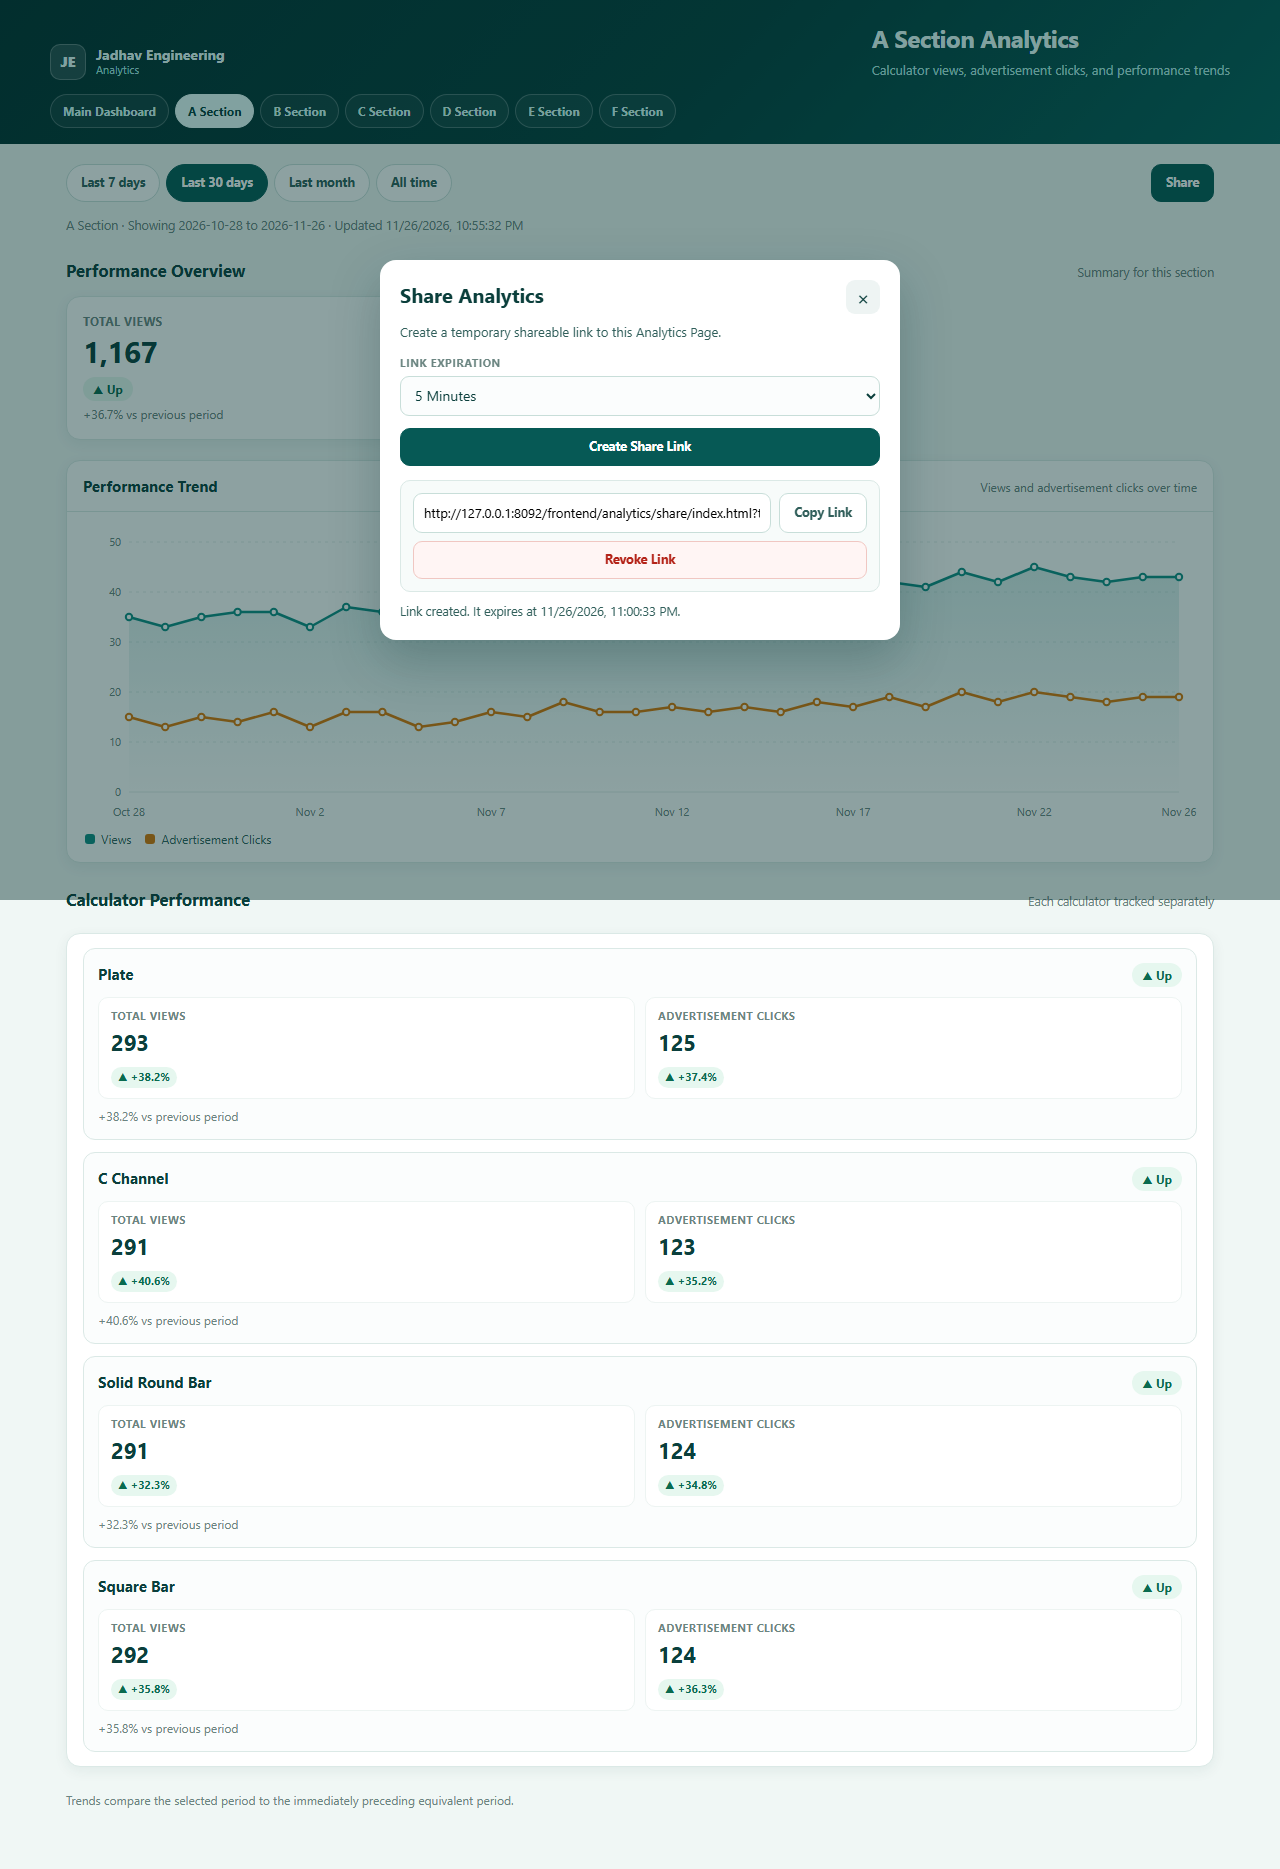 JE
Jadhav Engineering
Analytics
A Section Analytics
Calculator views, advertisement clicks, and performance trends
Main Dashboard
A Section
B Section
C Section
D Section
E Section
F Section
Last 7 days
Last 30 days
Last month
All time
Share
A Section · Showing 2026-10-28 to 2026-11-26 · Updated 11/26/2026, 10:55:32 PM
Performance Overview
Summary for this section
TOTAL VIEWS
1,167
▲ Up
+36.7% vs previous period
Share Analytics
×
Create a temporary shareable link to this Analytics Page.
LINK EXPIRATION
5 Minutes
Create Share Link
http://127.0.0.1:8092/frontend/analytics/share/index.html?t
Copy Link
Revoke Link
Link created. It expires at 11/26/2026, 11:00:33 PM.
Performance Trend
Views and advertisement clicks over time
50
40
30
20
10
0
Oct 28
Nov 2
Nov 7
Nov 12
Nov 17
Nov 22
Nov 26
Views
Advertisement Clicks
Calculator Performance
Each calculator tracked separately
Plate
▲ Up
TOTAL VIEWS
293
▲ +38.2%
ADVERTISEMENT CLICKS
125
▲ +37.4%
+38.2% vs previous period
C Channel
▲ Up
TOTAL VIEWS
291
▲ +40.6%
ADVERTISEMENT CLICKS
123
▲ +35.2%
+40.6% vs previous period
Solid Round Bar
▲ Up
TOTAL VIEWS
291
▲ +32.3%
ADVERTISEMENT CLICKS
124
▲ +34.8%
+32.3% vs previous period
Square Bar
▲ Up
TOTAL VIEWS
292
▲ +35.8%
ADVERTISEMENT CLICKS
124
▲ +36.3%
+35.8% vs previous period
Trends compare the selected period to the immediately preceding equivalent period.